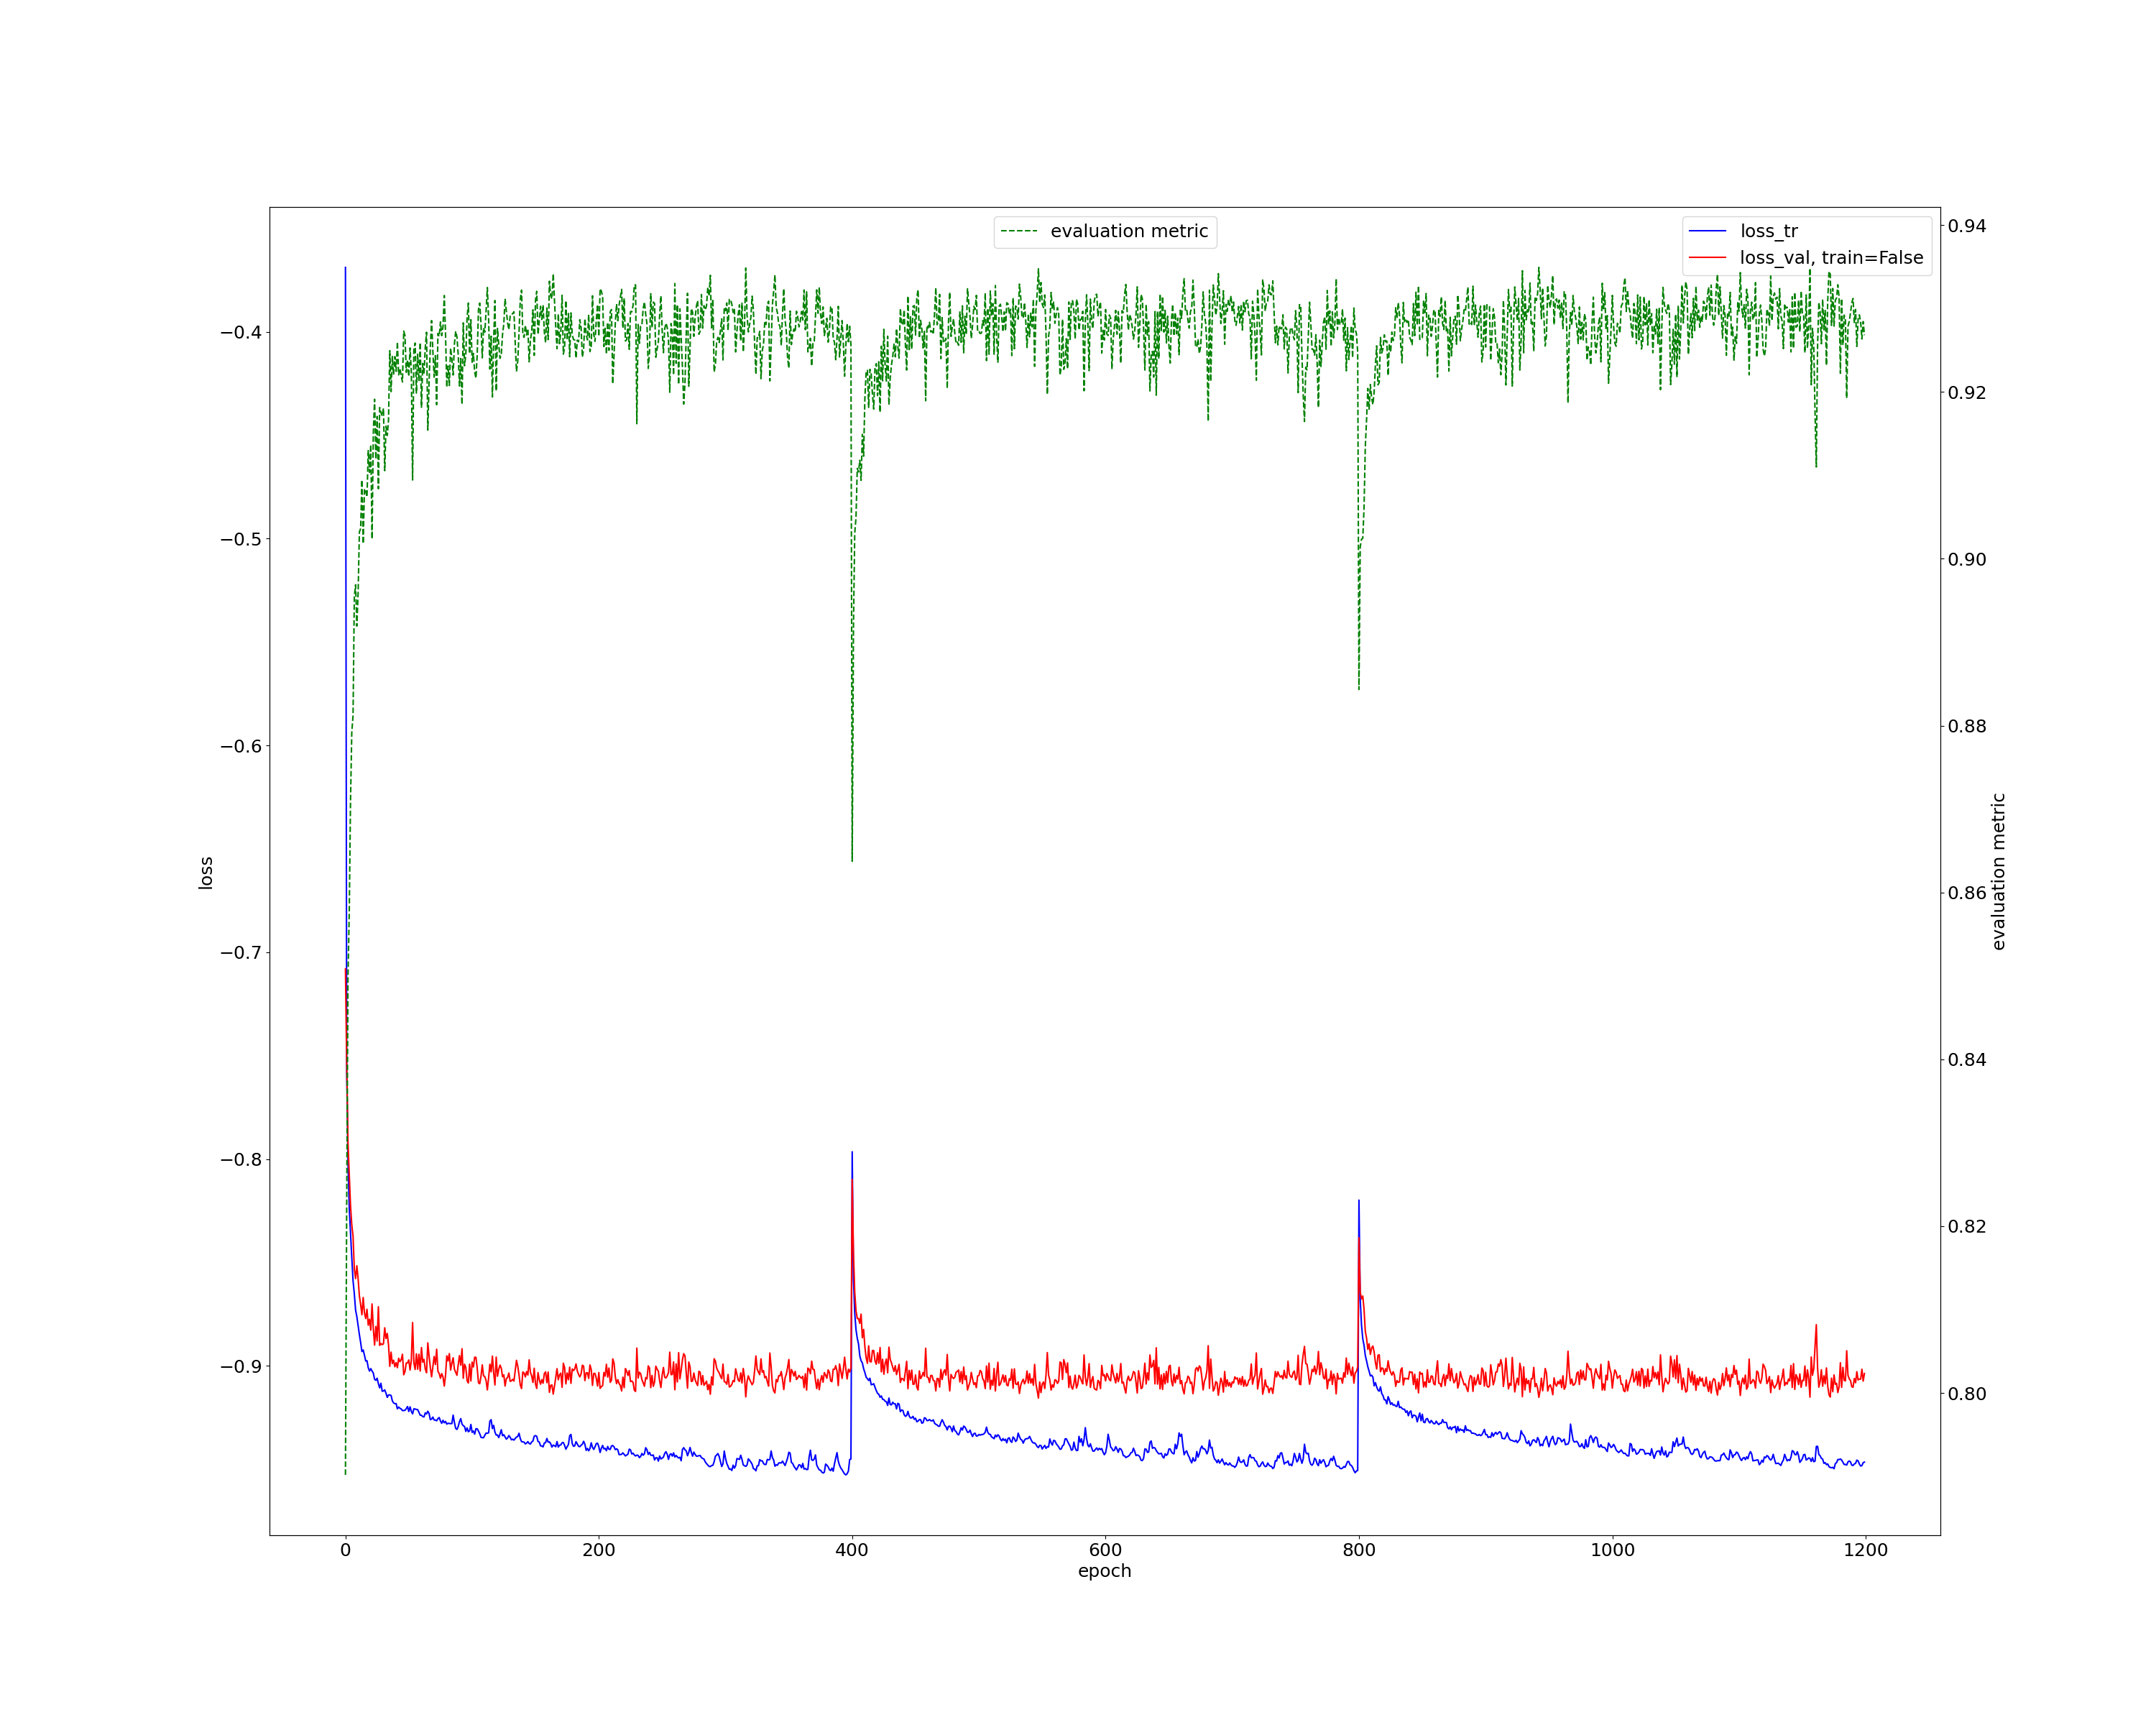 evaluation metric
loss_tr
loss_val, train=False
0.94
−0.4
0.92
−0.5
0.90
−0.6
0.88
loss
0.86
evaluation metric
−0.7
0.84
−0.8
0.82
−0.9
0.80
0 200 400 600 800 1000 1200
epoch